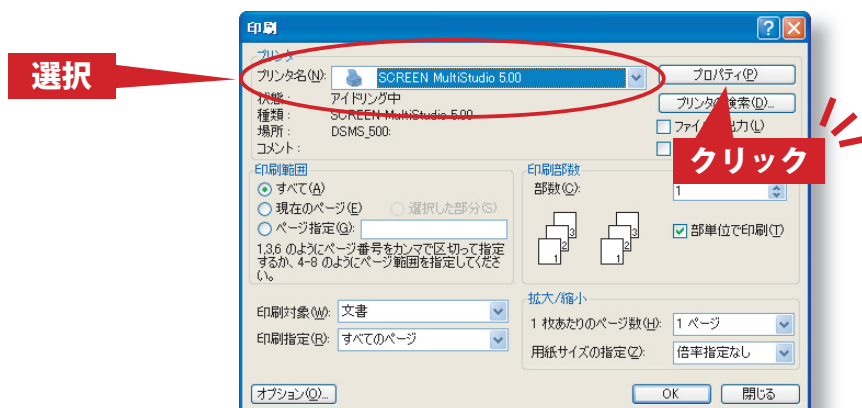 印刷
プリンタ
選択
プリンタ名(N): SCREEN MultiStudio 5.00 プロパティ(P)
状態: アイドリング中 プリンタの検索(D)...
種類: SCREEN MultiStudio 5.00
場所: DSMS_500: ファイル 出力(L)
コメント:
クリック
印刷範囲 印刷部数
すべて(A) 部数(C): 1
現在のページ(E) 選択した部分(S)
ページ指定(G): 部単位で印刷(T)
1,3,6 のようにページ番号をカンマで区切って指定
するか、4-8 のようにページ範囲を指定してくださ
い。
3 2 1 3 2 1
拡大/縮小
印刷対象(W): 文書 1 枚あたりのページ数(H): 1 ページ
印刷指定(R): すべてのページ 用紙サイズの指定(Z): 倍率指定なし
オプション(O)... OK 閉じる